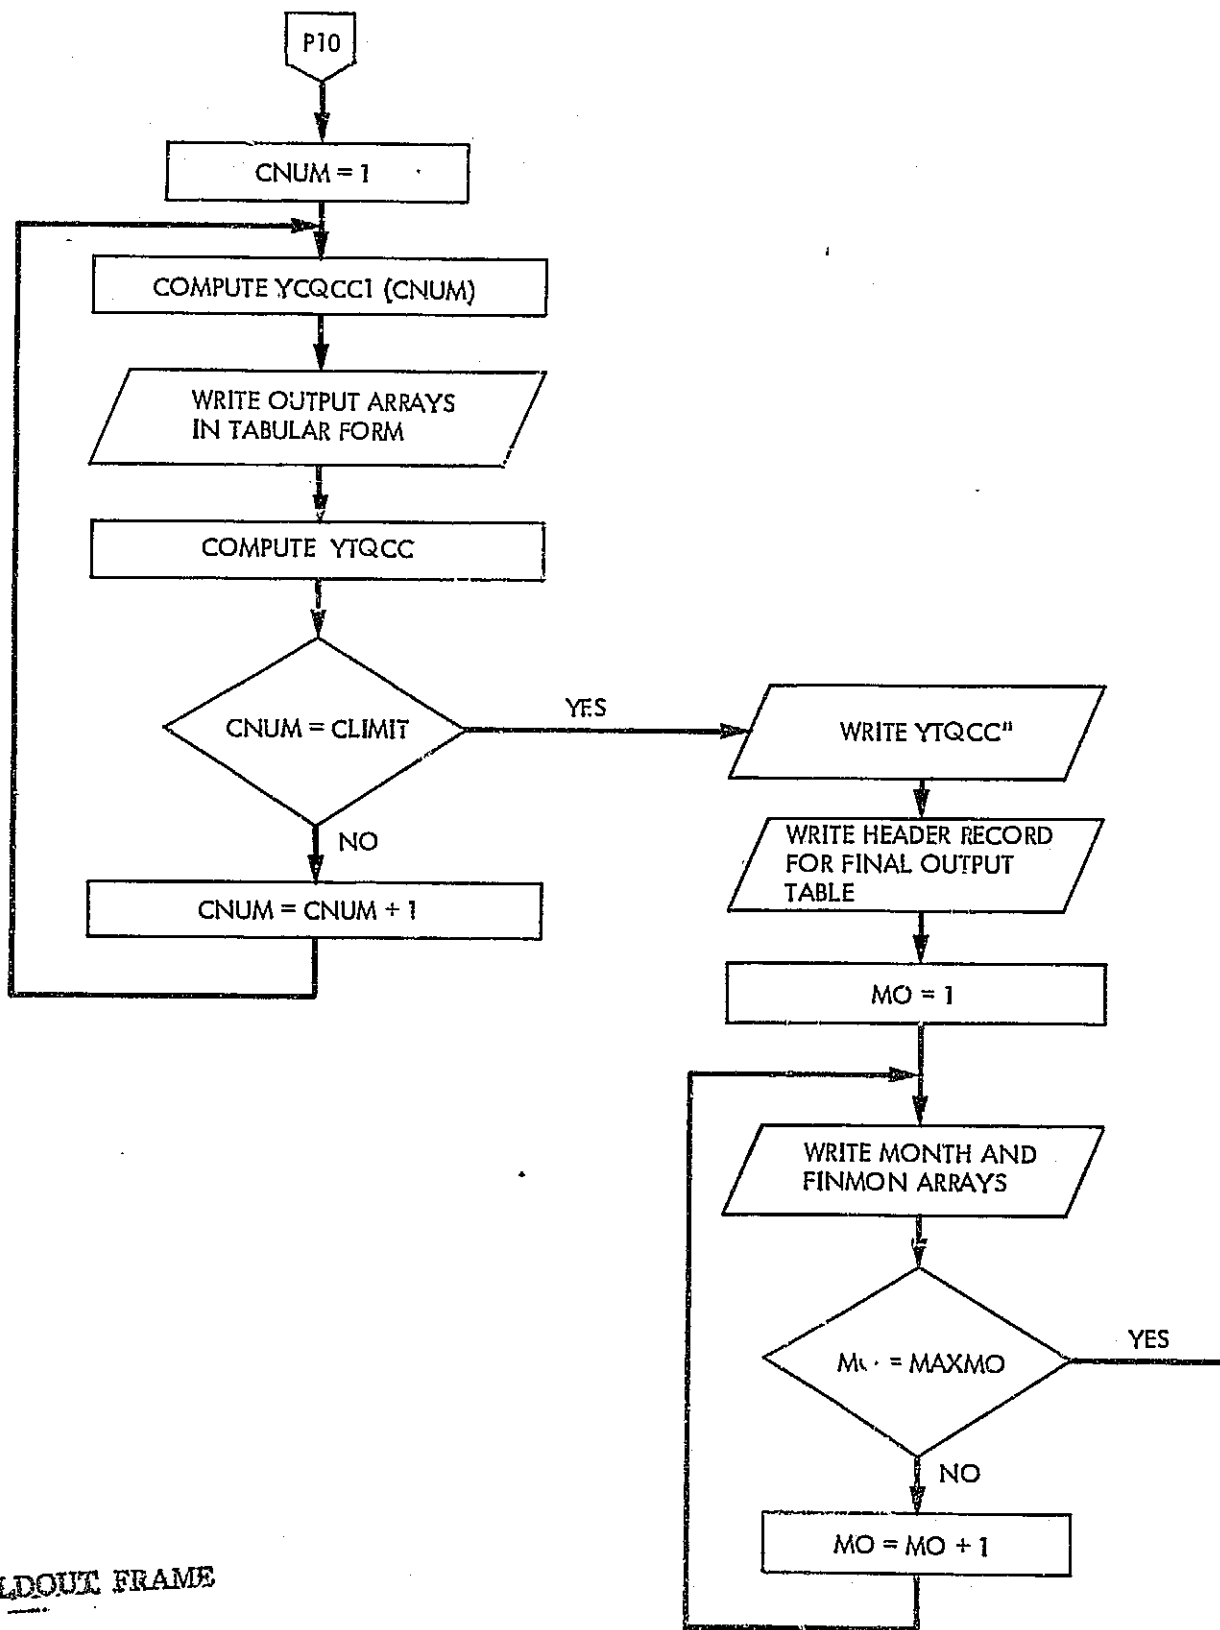 P10
CNUM = 1
COMPUTE YCQCC1 (CNUM)
WRITE OUTPUT ARRAYS
IN TABULAR FORM
COMPUTE YTQCC
CNUM = CLIMIT
YES
NO
CNUM = CNUM + 1
WRITE YTQCC"
WRITE HEADER RECORD
FOR FINAL OUTPUT
TABLE
MO = 1
WRITE MONTH AND
FINMON ARRAYS
= MAXMO
YES
NO
MO = MO + 1
FRAME